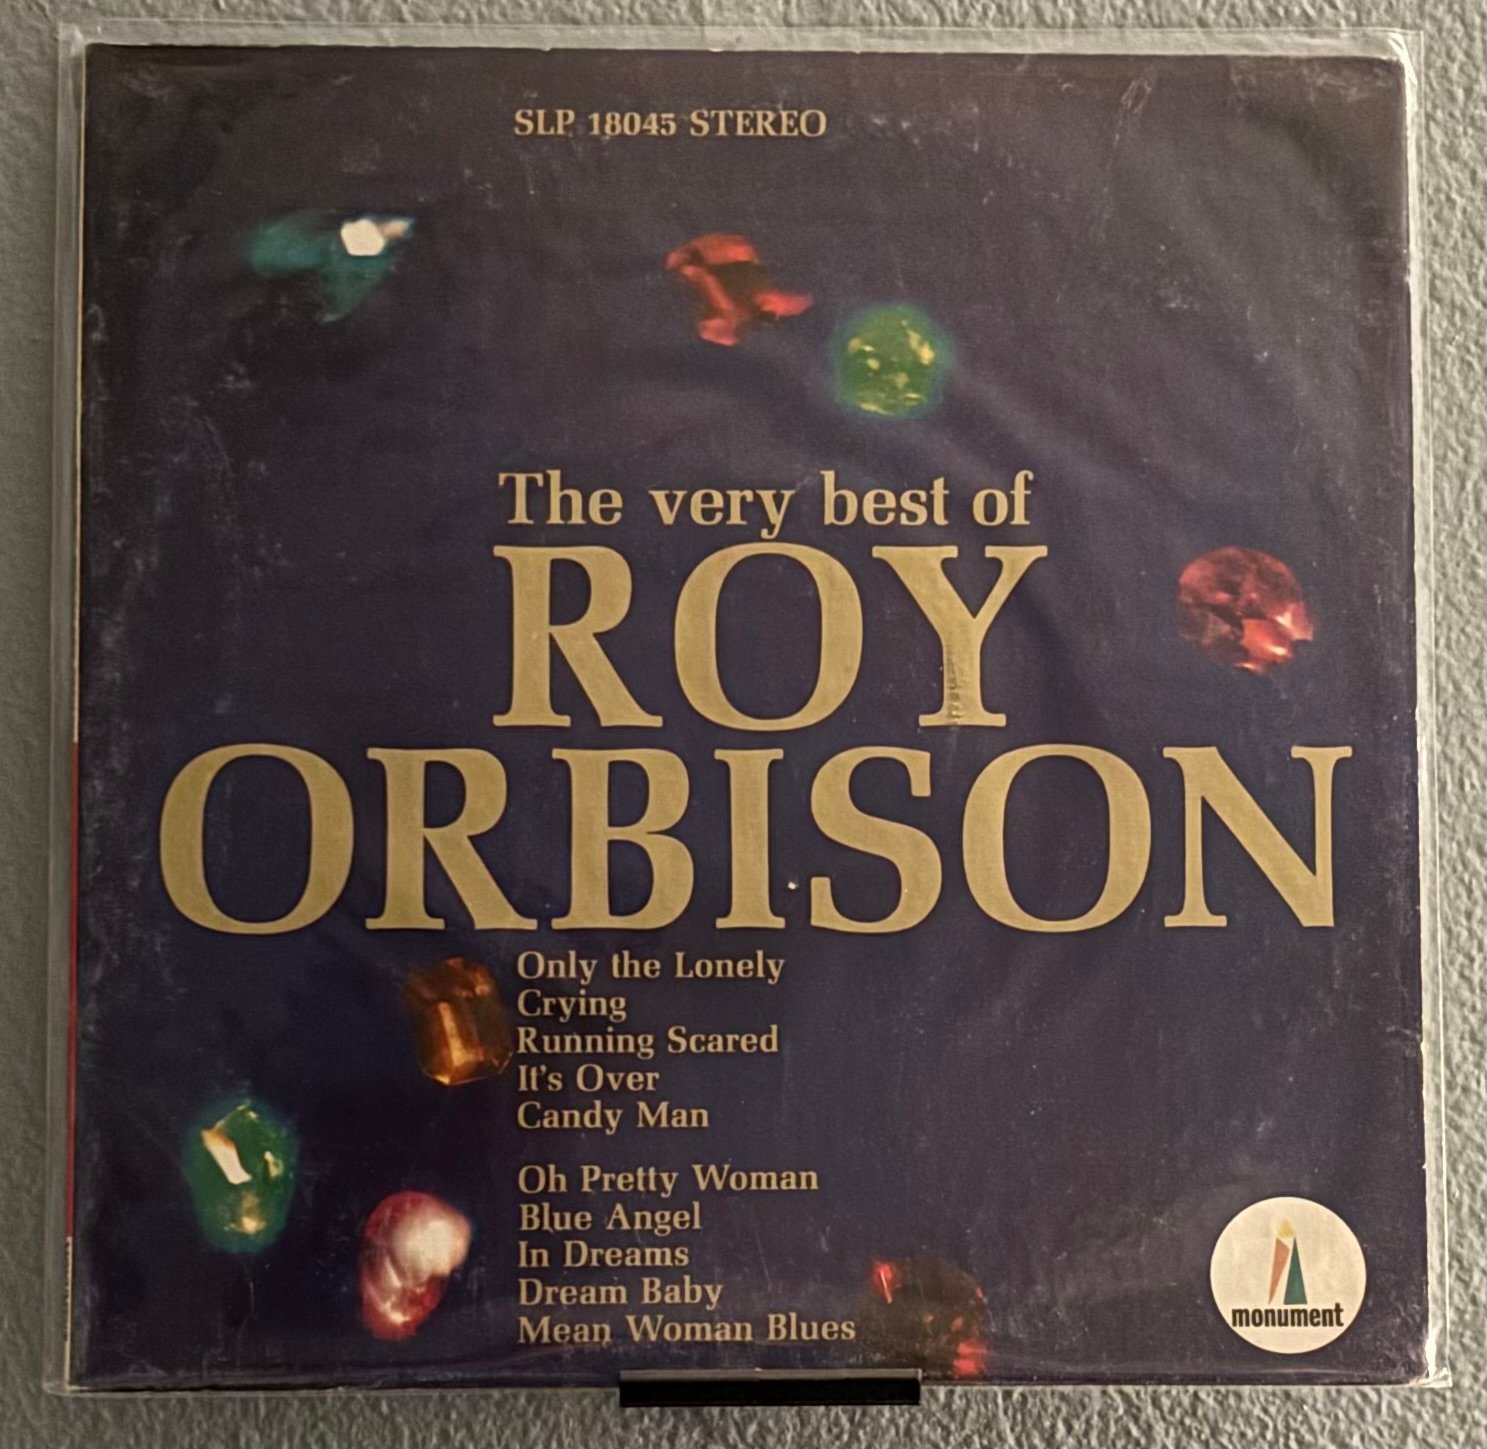 SLP 18045 STEREO
The very best of
ROY
ORBISON
Only the Lonely
Crying
Running Scared
It's Over
Candy Man
Oh Pretty Woman
Blue Angel
In Dreams
Dream Baby
Mean Woman Blues
monument